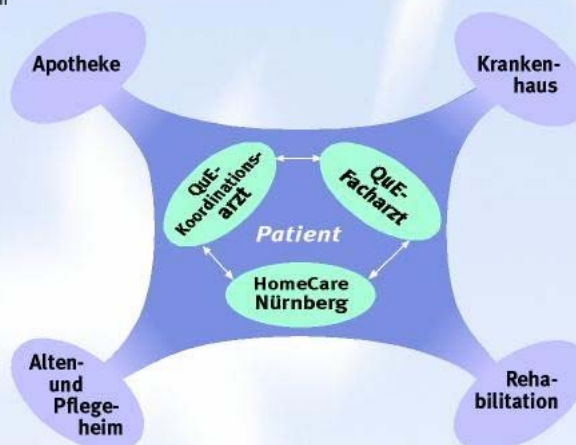 Apotheke
Kranken-
haus
QuE-
Koordinations-
arzt
QuE-
Facharzt
Patient
HomeCare
Nürnberg
Alten-
und
Pflege-
heim
Reha-
bilitation